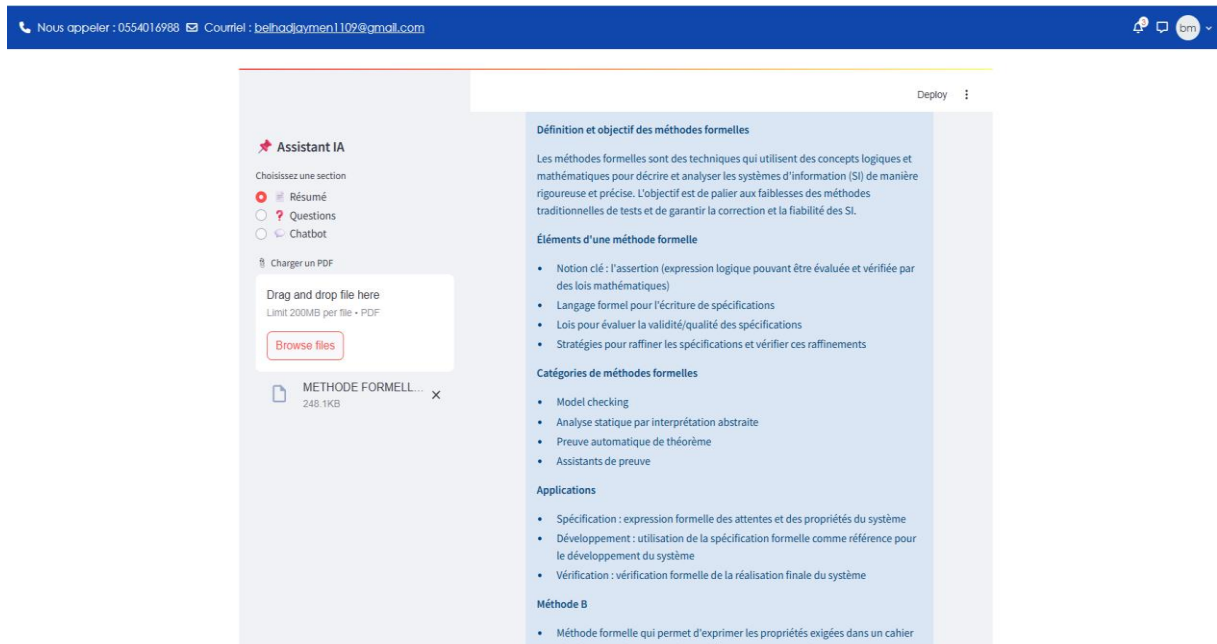 Nous appeler : 0554016988 Courriel : belhadjaymen1109@gmail.com
3
bm
Deploy
Assistant IA
Choisissez une section
Résumé
Questions
Chatbot
Charger un PDF
Drag and drop file here
Limit 200MB per file • PDF
Browse files
METHODE FORMELL...
248.1KB
Définition et objectif des méthodes formelles
Les méthodes formelles sont des techniques qui utilisent des concepts logiques et
mathématiques pour décrire et analyser les systèmes d'information (SI) de manière
rigoureuse et précise. L'objectif est de palier aux faiblesses des méthodes
traditionnelles de tests et de garantir la correction et la fiabilité des SI.
Éléments d'une méthode formelle
• Notion clé : l'assertion (expression logique pouvant être évaluée et vérifiée par
des lois mathématiques)
• Langage formel pour l'écriture de spécifications
• Lois pour évaluer la validité/qualité des spécifications
• Stratégies pour raffiner les spécifications et vérifier ces raffinements
Catégories de méthodes formelles
• Model checking
• Analyse statique par interprétation abstraite
• Preuve automatique de théorème
• Assistants de preuve
Applications
• Spécification : expression formelle des attentes et des propriétés du système
• Développement : utilisation de la spécification formelle comme référence pour
le développement du système
• Vérification : vérification formelle de la réalisation finale du système
Méthode B
• Méthode formelle qui permet d'exprimer les propriétés exigées dans un cahier